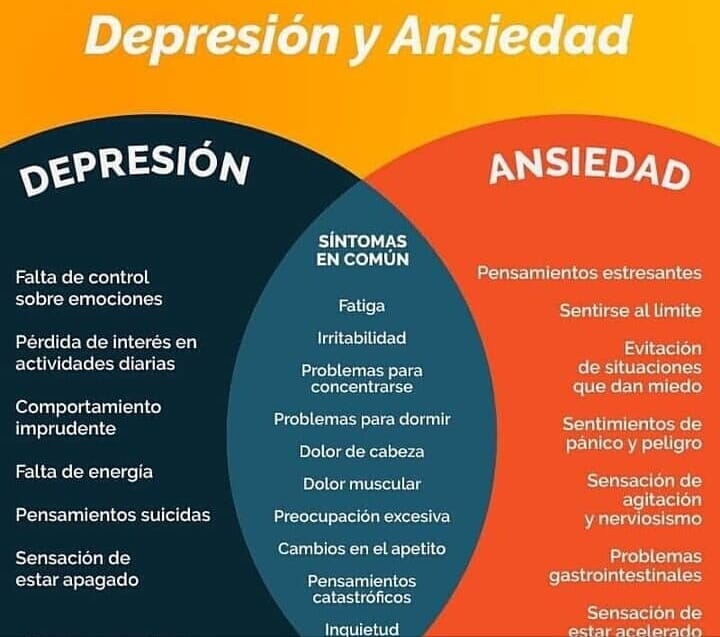 Depresión y Ansiedad
DEPRESIÓN
Falta de control
sobre emociones
Pérdida de interés en
actividades diarias
Comportamiento
imprudente
Falta de energía
Pensamientos suicidas
Sensación de
estar apagado
SÍNTOMAS
EN COMÚN
Fatiga
Irritabilidad
Problemas para
concentrarse
Problemas para dormir
Dolor de cabeza
Dolor muscular
Preocupación excesiva
Cambios en el apetito
Pensamientos
catastróficos
Inquietud
ANSIEDAD
Pensamientos estresantes
Sentirse al límite
Evitación
de situaciones
que dan miedo
Sentimientos de
pánico y peligro
Sensación de
agitación
y nerviosismo
Problemas
gastrointestinales
Sensación de
estar acelerado